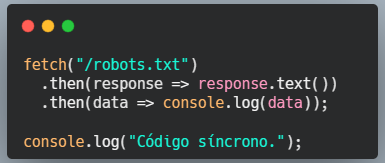 fetch("/robots.txt")
  .then(response => response.text())
  .then(data => console.log(data));
console.log("Código síncrono.");